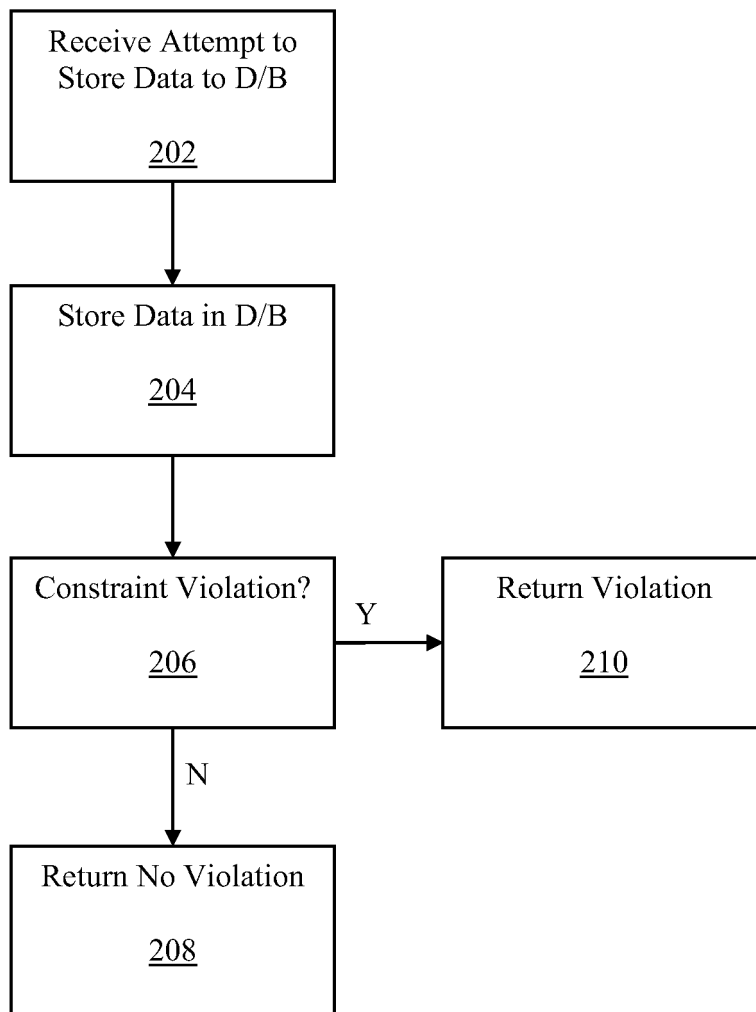 Receive Attempt to
Store Data to D/B
202
Store Data in D/B
204
Constraint Violation?
206
Y
Return Violation
210
N
Return No Violation
208